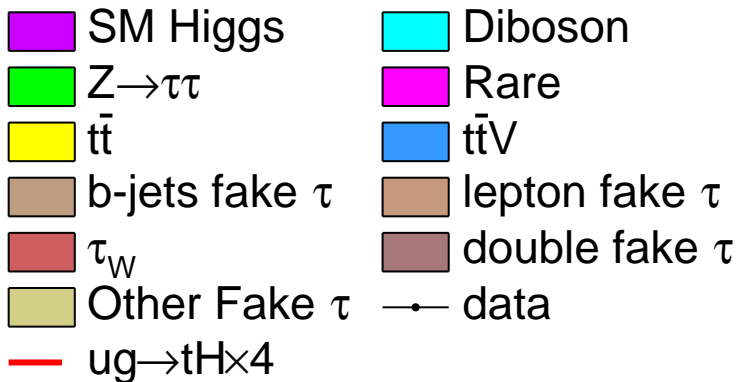 SM Higgs Diboson
Z→ττ Rare
tt̄ tt̄V
b-jets fake τ lepton fake τ
τ_W double fake τ
Other Fake τ data
ug→tH×4